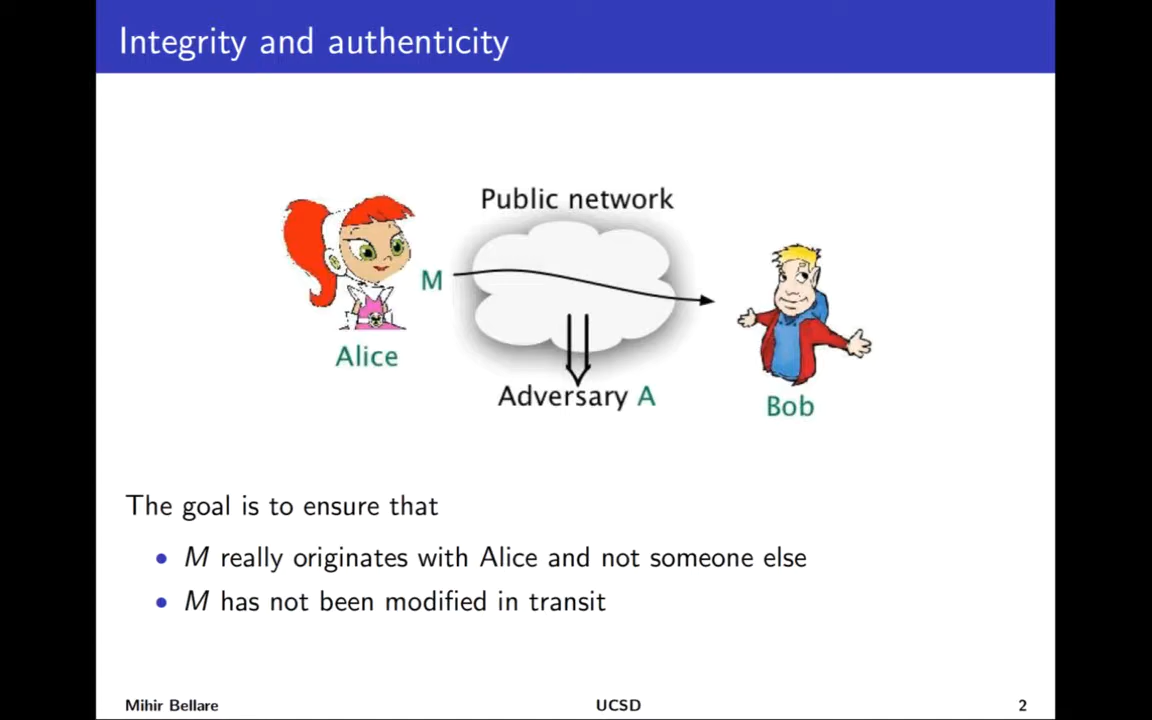 Integrity and authenticity
Public network
M
Alice
Adversary A
Bob
The goal is to ensure that
• M really originates with Alice and not someone else
• M has not been modified in transit
Mihir Bellare UCSD 2